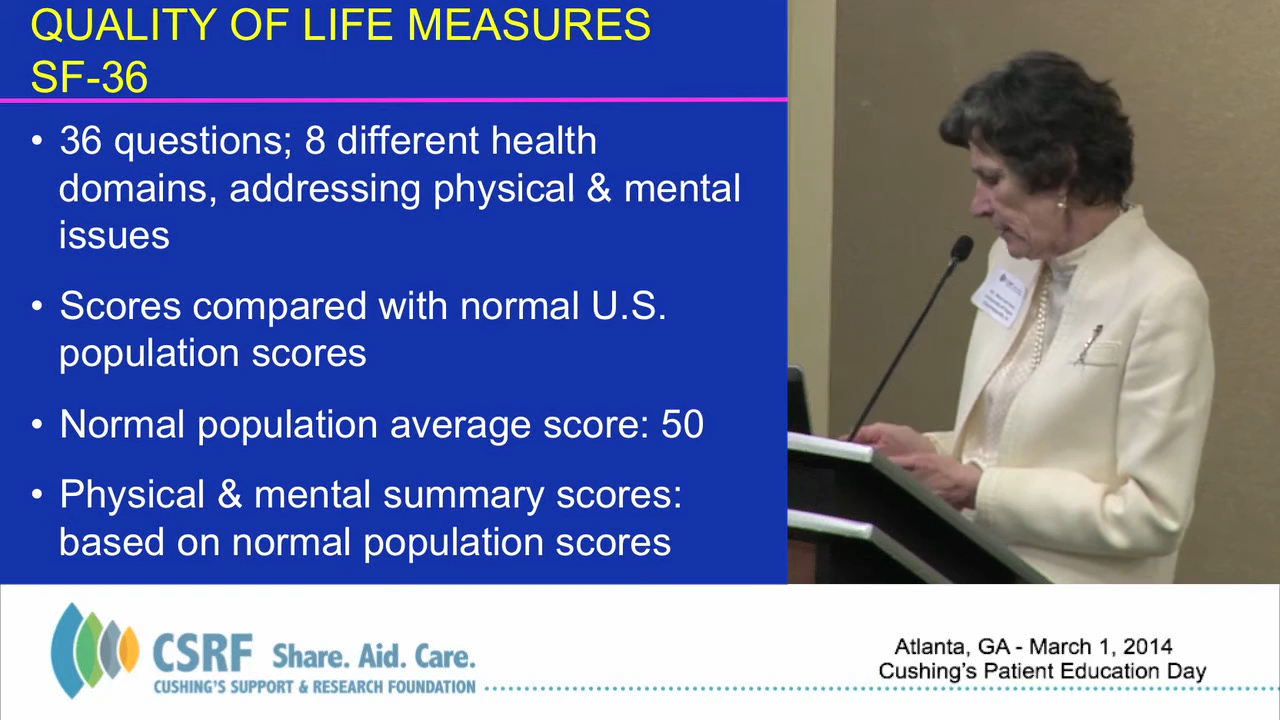 QUALITY OF LIFE MEASURES
SF-36
• 36 questions; 8 different health
domains, addressing physical & mental
issues
• Scores compared with normal U.S.
population scores
• Normal population average score: 50
• Physical & mental summary scores:
based on normal population scores
CSRF Share. Aid. Care.
CUSHING'S SUPPORT & RESEARCH FOUNDATION
Atlanta, GA - March 1, 2014
Cushing's Patient Education Day